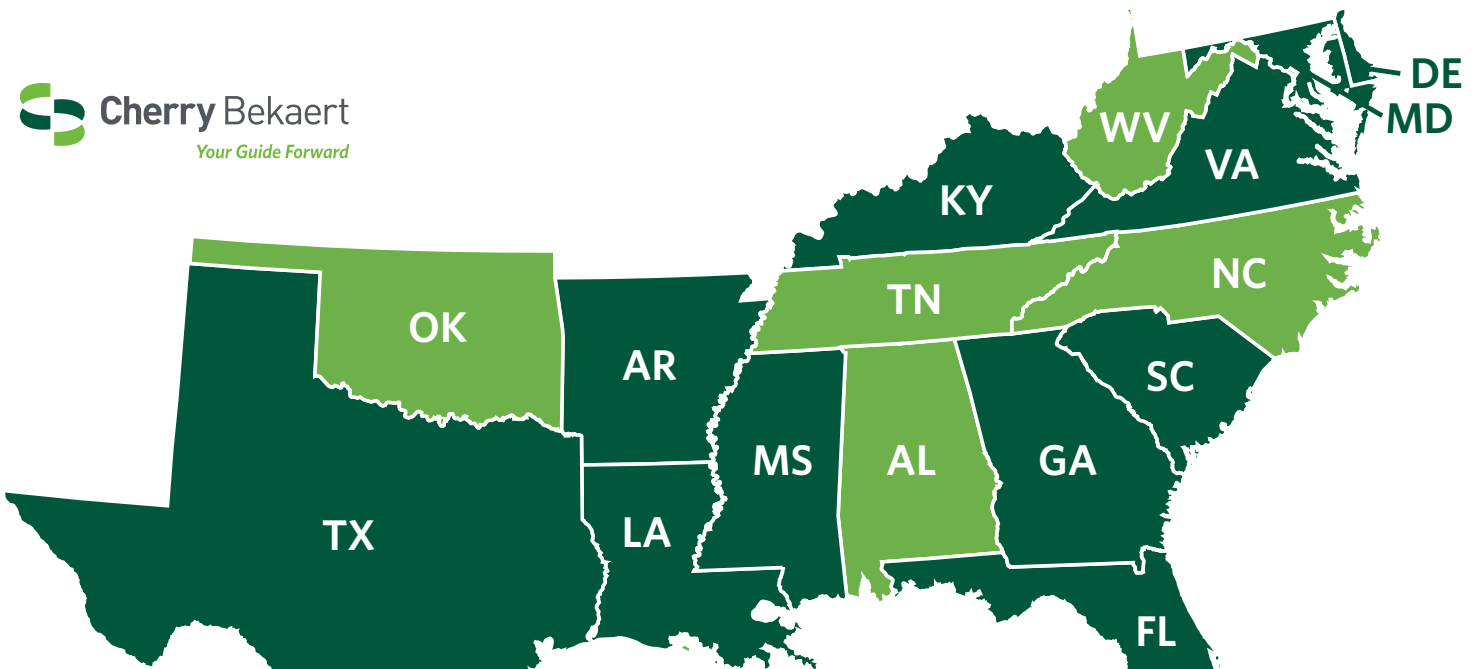 Cherry Bekaert
Your Guide Forward
DE
MD
WV
VA
KY
NC
TN
OK
AR
SC
MS
AL
GA
TX
LA
FL